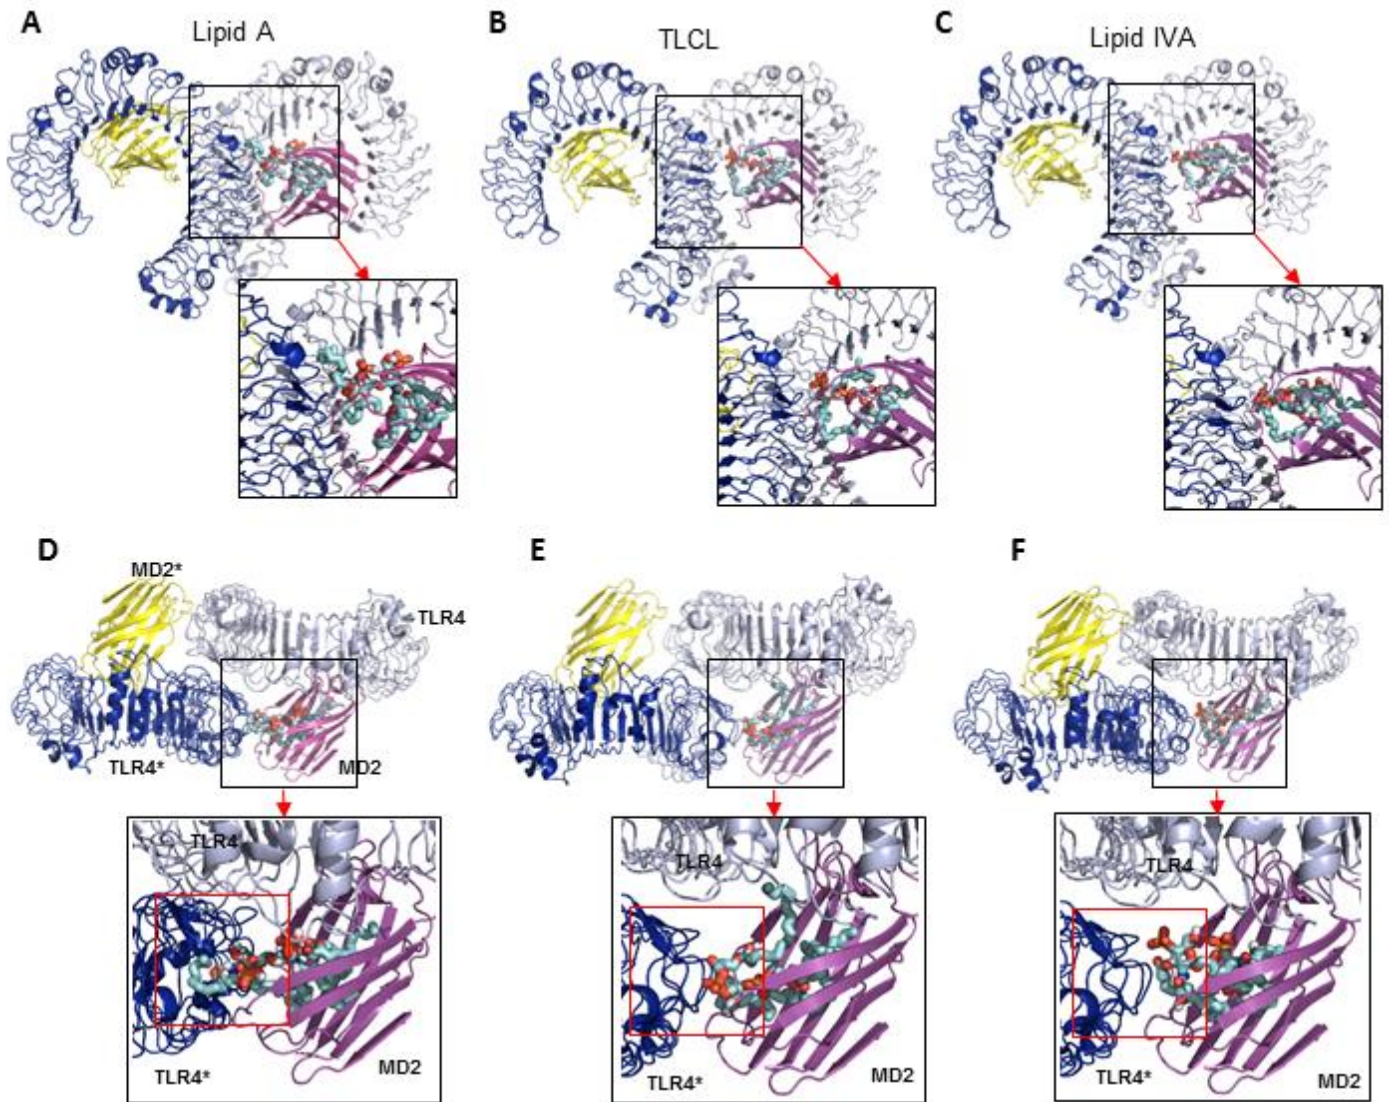 A
Lipid A
B
TLCL
C
Lipid IVA
D
MD2*
TLR4
TLR4*
MD2
TLR4
TLR4*
MD2
E
TLR4
TLR4*
MD2
F
TLR4
TLR4*
MD2